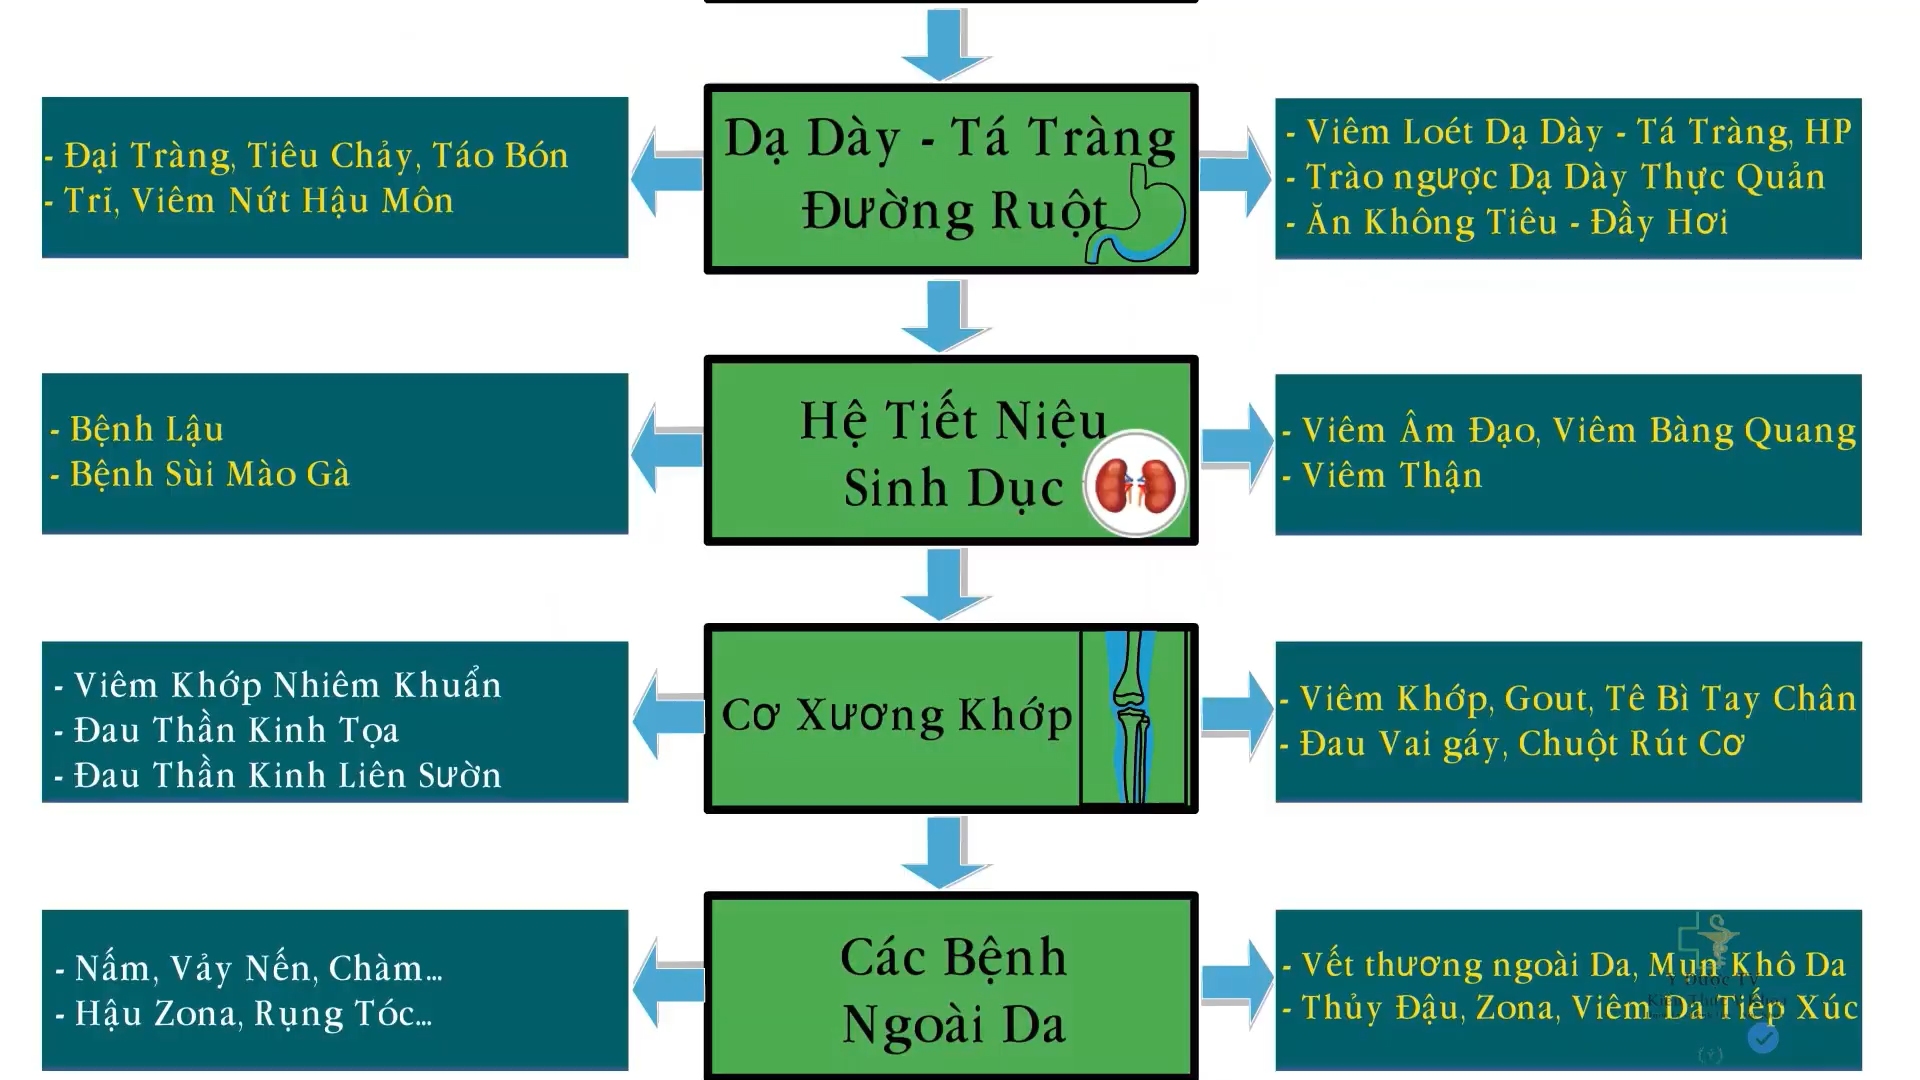 Dạ Dày - Tá Tràng
Đường Ruột
- Đại Tràng, Tiêu Chảy, Táo Bón
- Trĩ, Viêm Nứt Hậu Môn
- Viêm Loét Dạ Dày - Tá Tràng, HP
- Trào ngược Dạ Dày Thực Quản
- Ăn Không Tiêu - Đầy Hơi
Hệ Tiết Niệu
Sinh Dục
- Bệnh Lậu
- Bệnh Sùi Mào Gà
- Viêm Âm Đạo, Viêm Bàng Quang
- Viêm Thận
Cơ Xương Khớp
- Viêm Khớp Nhiêm Khuẩn
- Đau Thần Kinh Tọa
- Đau Thần Kinh Liên Sườn
- Viêm Khớp, Gout, Tê Bì Tay Chân
- Đau Vai gáy, Chuột Rút Cơ
Các Bệnh
Ngoài Da
- Nấm, Vảy Nến, Chàm...
- Hậu Zona, Rụng Tóc...
- Vết thương ngoài Da, Mụn Khô Da
- Thủy Đậu, Zona, Viêm Da Tiếp Xúc
Y Dược TV